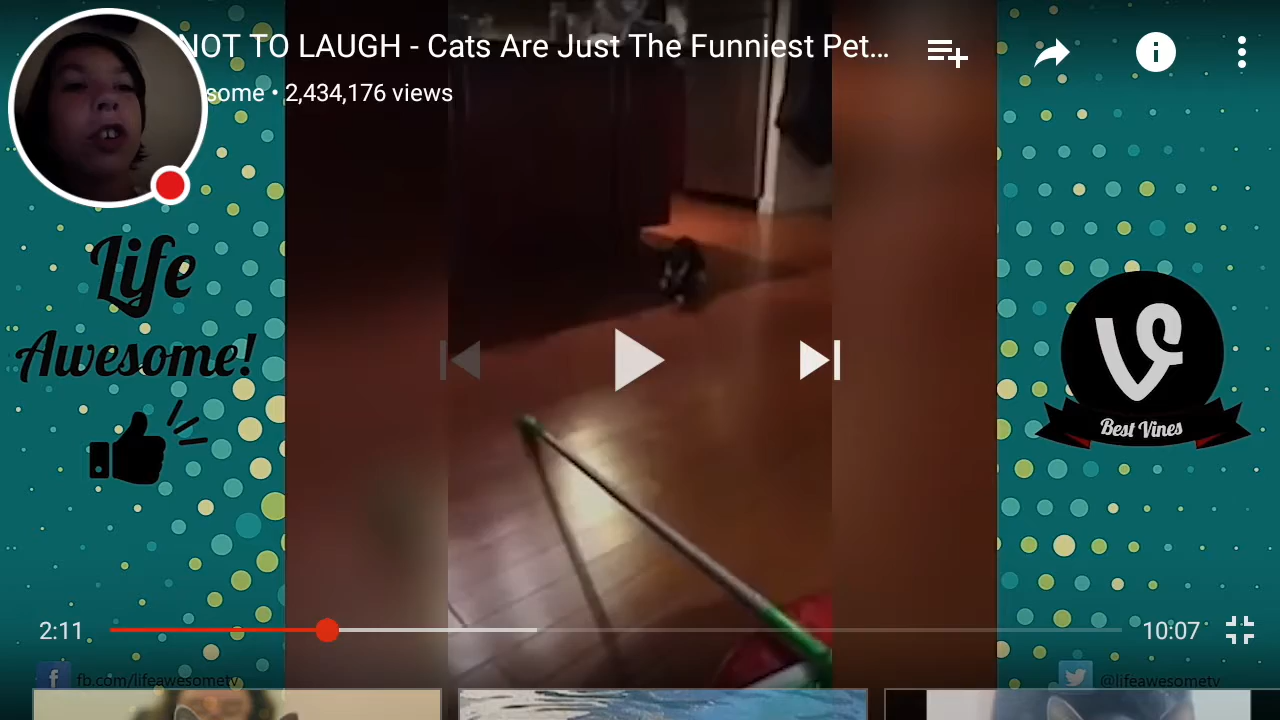 NOT TO LAUGH - Cats Are Just The Funniest Pet...
some • 2,434,176 views
Life
Awesome!
Best Vines
2:11
10:07
fb.com/lifeawesometv
@lifeawesometv